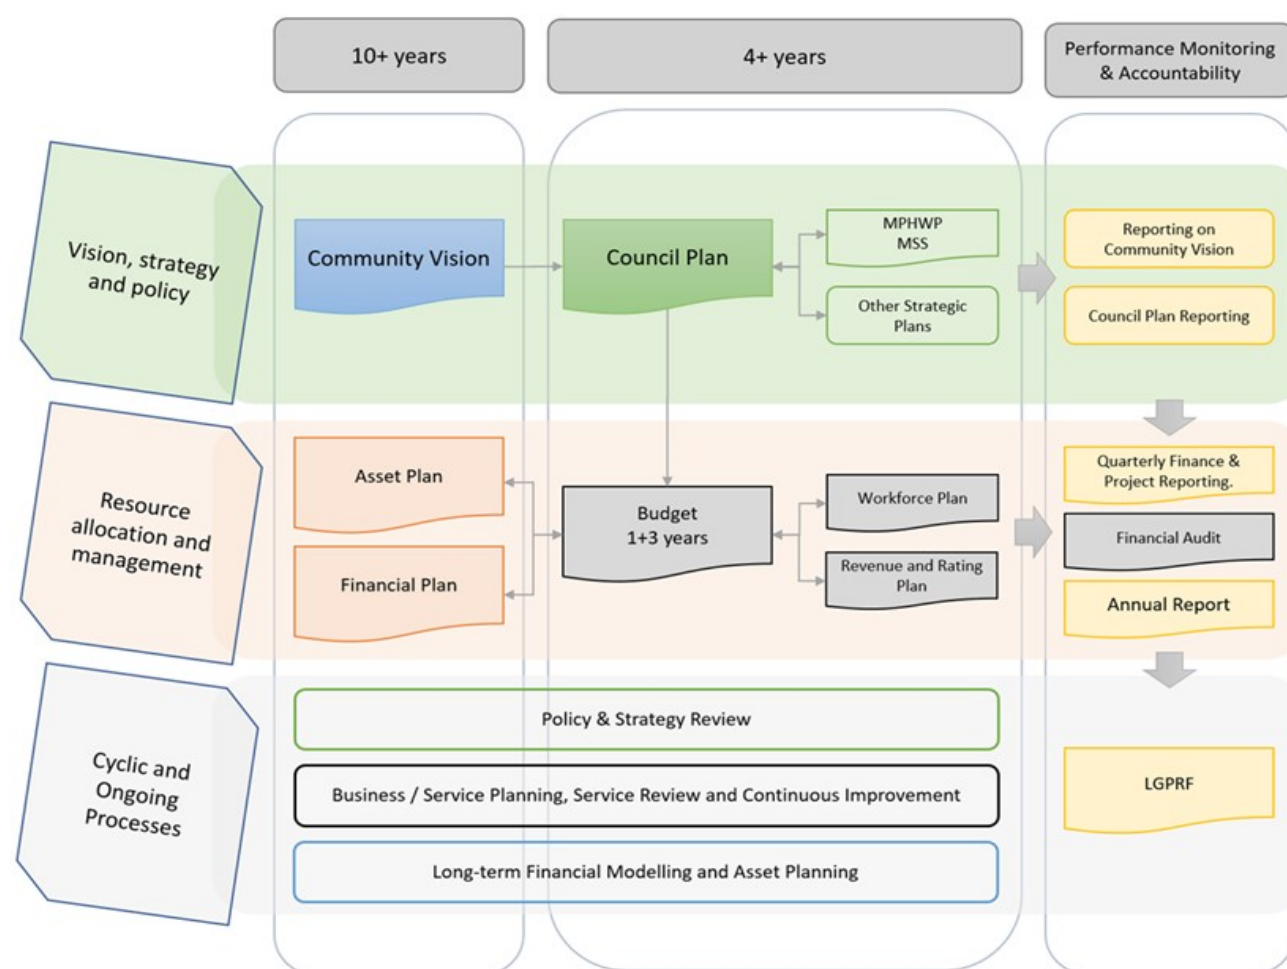 10+ years
4+ years
Performance Monitoring
& Accountability
Vision, strategy
and policy
Community Vision
Council Plan
MPHWP
MSS
Other Strategic
Plans
Reporting on
Community Vision
Council Plan Reporting
Resource
allocation and
management
Asset Plan
Financial Plan
Budget
1+3 years
Workforce Plan
Revenue and Rating
Plan
Quarterly Finance &
Project Reporting.
Financial Audit
Annual Report
Cyclic and
Ongoing
Processes
Policy & Strategy Review
Business / Service Planning, Service Review and Continuous Improvement
Long-term Financial Modelling and Asset Planning
LGPRF